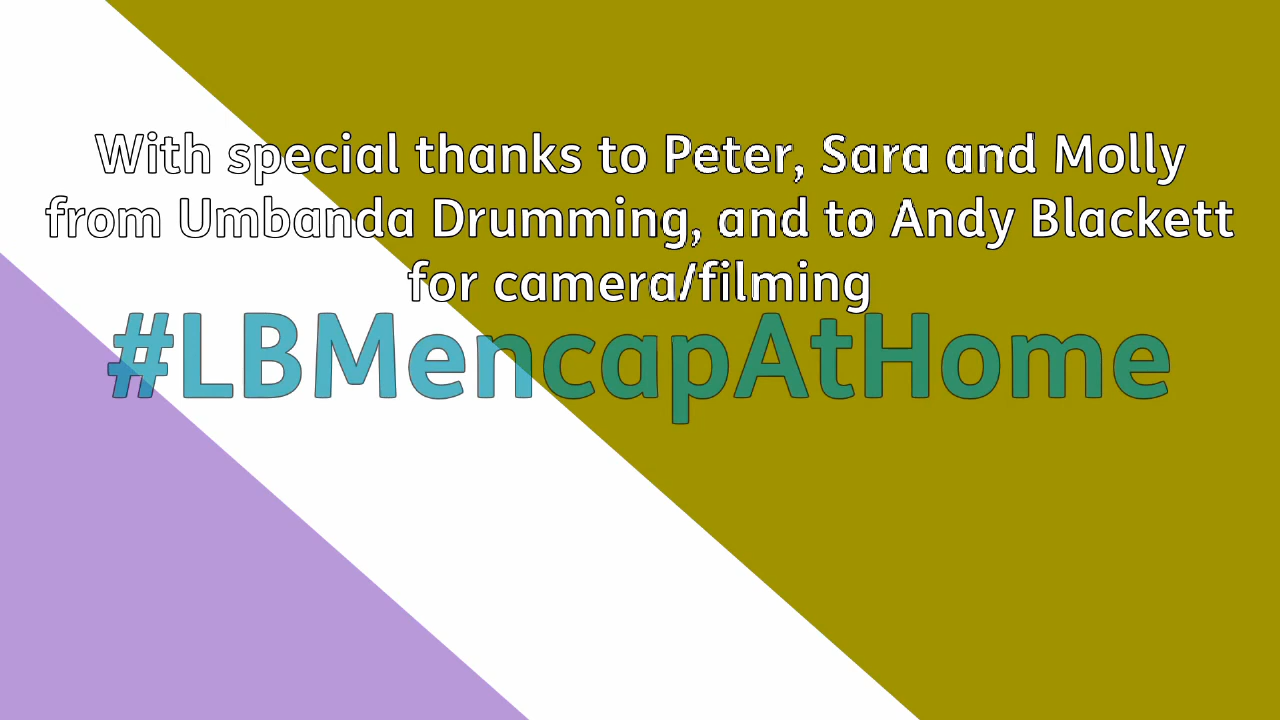 With special thanks to Peter, Sara and Molly
from Umbanda Drumming, and to Andy Blackett
for camera/filming
#LBMencapAtHome